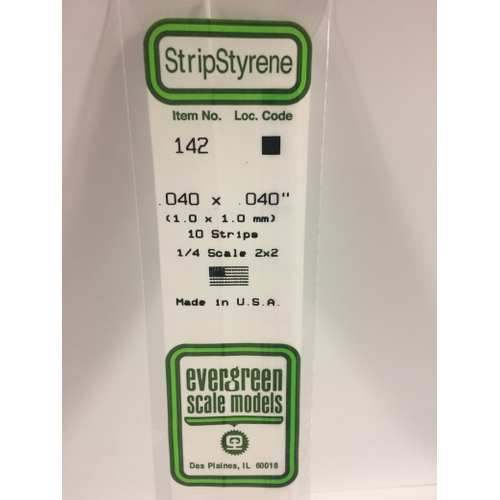 StripStyrene
Item No. Loc. Code
142
.040 x .040"
(1.0 x 1.0 mm)
10 Strips
1/4 Scale 2x2
Made in U.S.A.
evergreen
scale models
Des Plaines, IL 60018